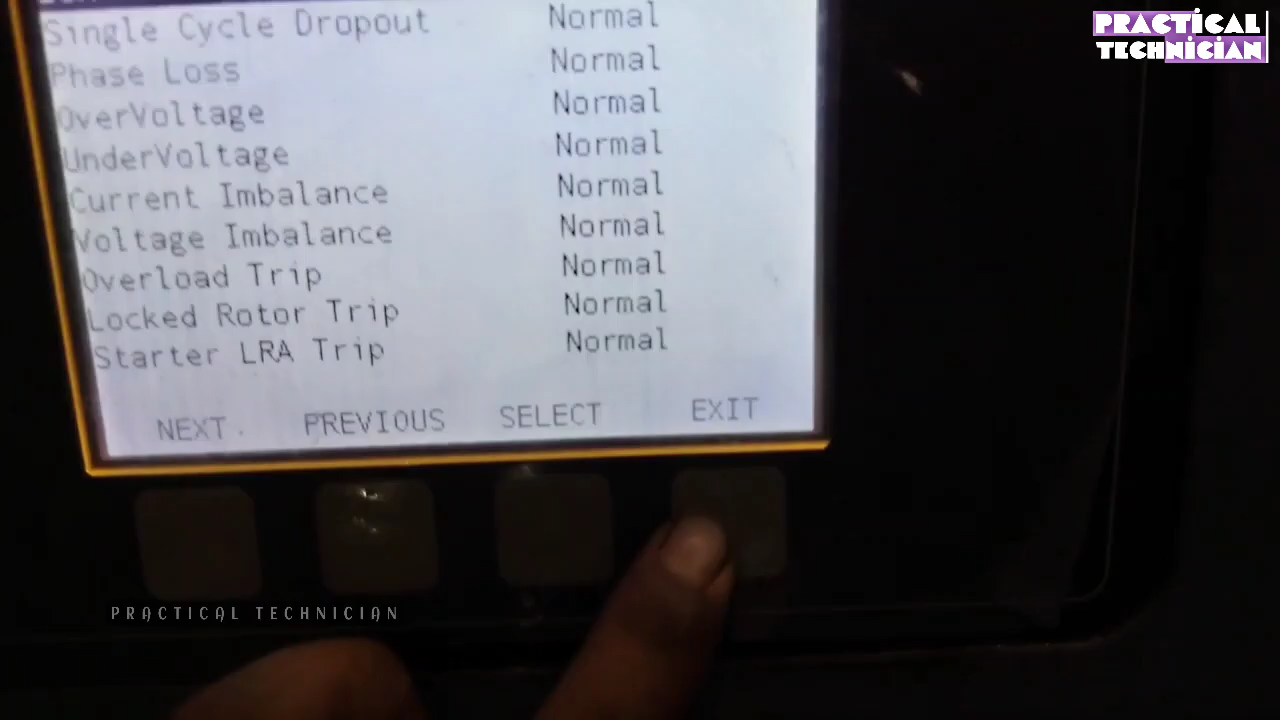 PRACTICAL
TECHNICIAN
Single Cycle Dropout Normal
Phase Loss Normal
OverVoltage Normal
UnderVoltage Normal
Current Imbalance Normal
Voltage Imbalance Normal
Overload Trip Normal
Locked Rotor Trip Normal
Starter LRA Trip Normal
NEXT PREVIOUS SELECT EXIT
PRACTICAL TECHNICIAN